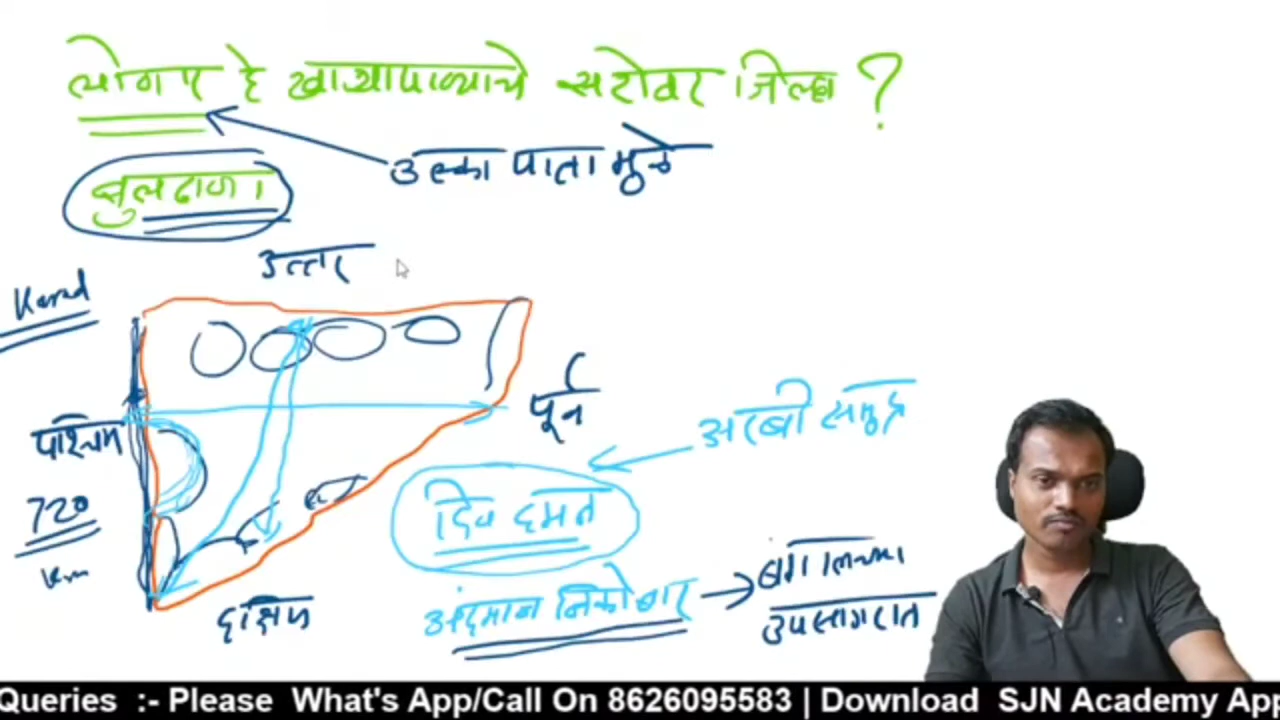 लोणार हे खाऱ्यापाण्याचे सरोवर जिल्हा ?
उल्का पाता मुळे
बुलढाणा
उत्तर
पूर्व
पश्चिम
720
Km
दक्षिण
अरबी समुद्र
दिव दमन
अंदमान निकोबार
बंगालच्या
उपसागरात
Queries :- Please What's App/Call On 8626095583 | Download SJN Academy App